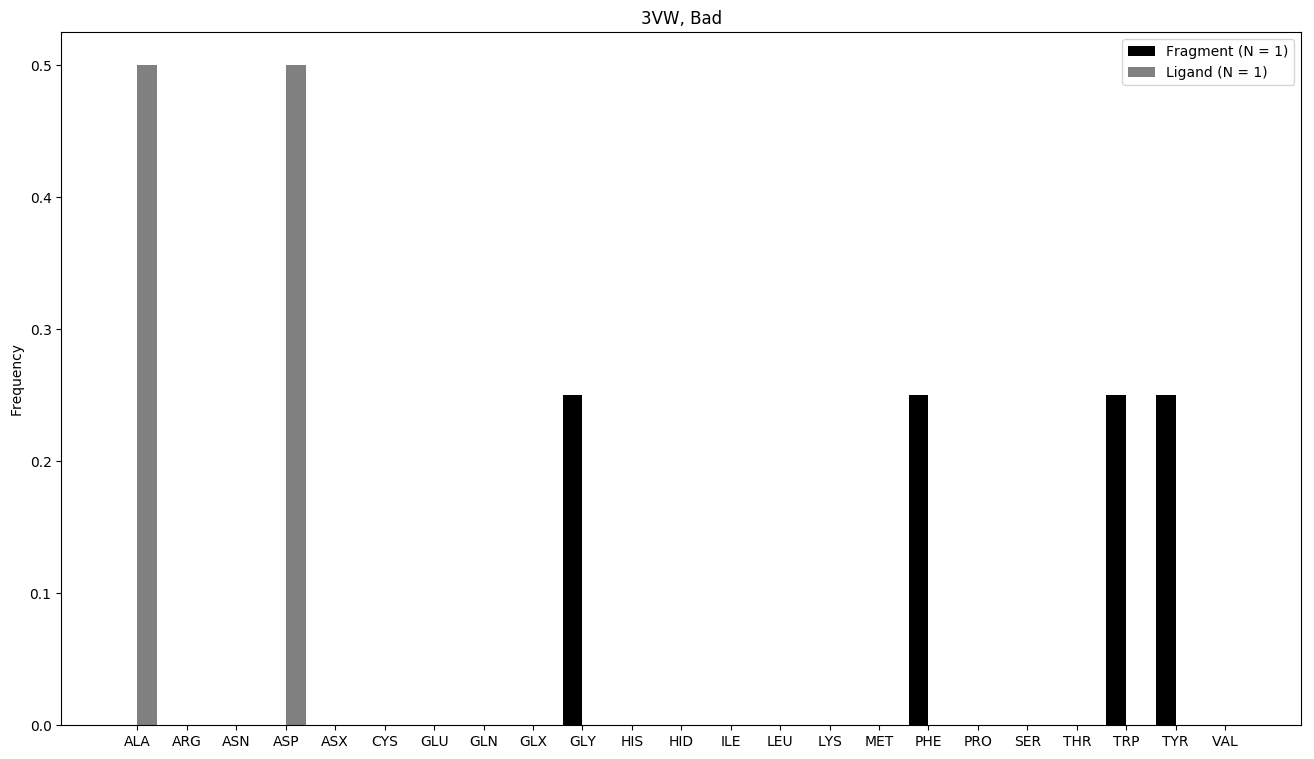 3VW, Bad
Fragment (N = 1)
Ligand (N = 1)
Frequency
0.5
0.4
0.3
0.2
0.1
0.0
ALA ARG ASN ASP ASX CYS GLU GLN GLX GLY HIS HID ILE LEU LYS MET PHE PRO SER THR TRP TYR VAL